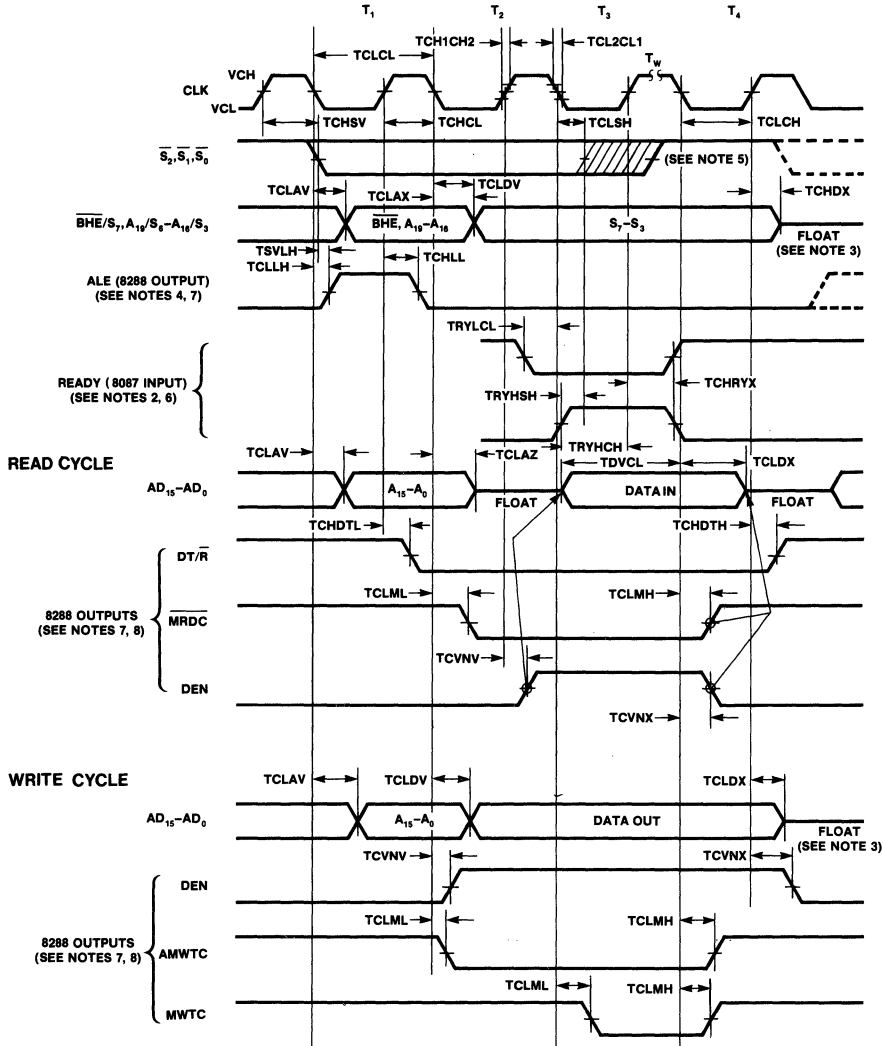 T1 T2 T3 T4
TCH1CH2 TCL2CL1
TCLCL
TW
VCH
CLK
VCL
TCHSV TCHCL TCLSH TCLCH
S2,S1,S0 (SEE NOTE 5)
TCLAV TCLAX TCLDV TCHDX
BHE/S7,A19/S6–A16/S3 BHE, A19–A16 S7–S3 FLOAT
(SEE NOTE 3)
TSVLH
TCLLH TCHLL
ALE (8288 OUTPUT)
(SEE NOTES 4, 7)
TRYLCL
READY (8087 INPUT)
(SEE NOTES 2, 6)
TCHRYX
TRYHSH
TRYHCH
READ CYCLE
TCLAV TCLAZ TDVCL TCLDX
AD15–AD0 A15–A0 FLOAT DATA IN FLOAT
TCHDTL TCHDTH
DT/R
TCLML TCLMH
8288 OUTPUTS
(SEE NOTES 7, 8)
MRDC
TCVNV
DEN
TCVNX
WRITE CYCLE
TCLAV TCLDV TCLDX
AD15–AD0 A15–A0 DATA OUT FLOAT
(SEE NOTE 3)
TCVNV TCVNX
DEN
TCLML TCLMH
8288 OUTPUTS
(SEE NOTES 7, 8)
AMWTC
TCLML TCLMH
MWTC